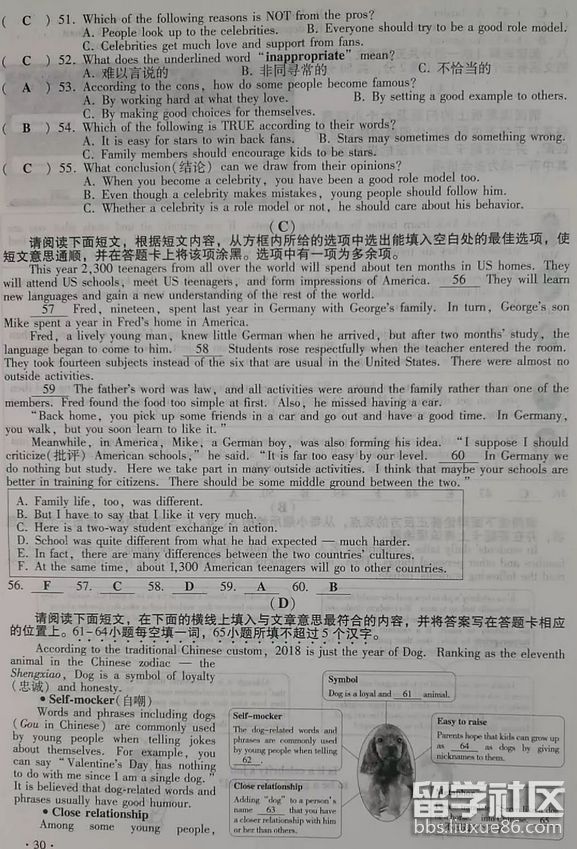 ( C ) 51. Which of the following reasons is NOT from the pros?
A. People look up to the celebrities. B. Everyone should try to be a good role model.
C. Celebrities get much love and support from fans.
( C ) 52. What does the underlined word "inappropriate" mean?
A. 难以言说的 B. 非同寻常的 C. 不恰当的
( A ) 53. According to the cons, how do some people become famous?
A. By working hard at what they love. B. By setting a good example to others.
C. By making good choices for themselves.
( B ) 54. Which of the following is TRUE according to their words?
A. It is easy for stars to win back fans. B. Stars may sometimes do something wrong.
C. Family members should encourage kids to be stars.
( C ) 55. What conclusion(结论) can we draw from their opinions?
A. When you become a celebrity, you have been a good role model too.
B. Even though a celebrity makes mistakes, young people should follow him.
C. Whether a celebrity is a role model or not, he should care about his behavior.
(C)
请阅读下面短文，根据短文内容，从方框内所给的选项中选出能填入空白处的最佳选项，使
短文意思通顺，并在答题卡上将该项涂黑。选项中有一项为多余项。
This year 2,300 teenagers from all over the world will spend about ten months in US homes. They
will attend US schools, meet US teenagers, and form impressions of America. 56 They will learn
new languages and gain a new understanding of the rest of the world.
57 Fred, nineteen, spent last year in Germany with George's family. In turn, George's son
Mike spent a year in Fred's home in America.
Fred, a lively young man, knew little German when he arrived, but after two months' study, the
language began to come to him. 58 Students rose respectfully when the teacher entered the room.
They took fourteen subjects instead of the six that are usual in the United States. There were almost no
outside activities.
59 The father's word was law, and all activities were around the family rather than one of the
members. Fred found the food too simple at first. Also, he missed having a car.
"Back home, you pick up some friends in a car and go out and have a good time. In Germany,
you walk, but you soon learn to like it."
Meanwhile, in America, Mike, a German boy, was also forming his idea. "I suppose I should
criticize(批评) American schools," he said. "It is far too easy by our level. 60 In Germany we
do nothing but study. Here we take part in many outside activities. I think that maybe your schools are
better in training for citizens. There should be some middle ground between the two."
A. Family life, too, was different.
B. But I have to say that I like it very much.
C. Here is a two-way student exchange in action.
D. School was quite different from what he had expected — much harder.
E. In fact, there are many differences between the two countries' cultures.
F. At the same time, about 1,300 American teenagers will go to other countries.
56. F 57. C 58. D 59. A 60. B
(D)
请阅读下面短文，在下面的横线上填入与文章意思最符合的内容，并将答案写在答题卡相应
的位置上。61-64小题每空填一词，65小题所填不超过5个汉字。
According to the traditional Chinese custom, 2018 is just the year of Dog. Ranking as the eleventh
animal in the Chinese zodiac — the
Shengxiao, Dog is a symbol of loyalty
(忠诚) and honesty.
• Self-mocker(自嘲)
Words and phrases including dogs
(Gou in Chinese) are commonly used
by young people when telling jokes
about themselves. For example, you
can say "Valentine's Day has nothing
to do with me since I am a single dog."
It is believed that dog-related words and
phrases usually have good humour.
• Close relationship
Among some young people,
Symbol
Dog is a loyal and 61 animal.
Self-mocker
The dog-related words and
phrases are commonly used
by young people when telling
62 .
Close relationship
Adding "dog" to a person's
name 63 that you have
a close relationship with him
or her than others.
Easy to raise
Parents hope that kids can grow up
as 64 as dogs by giving
nicknames to them.
65
· 30 ·
留学社区
bbs.liuxue86.com